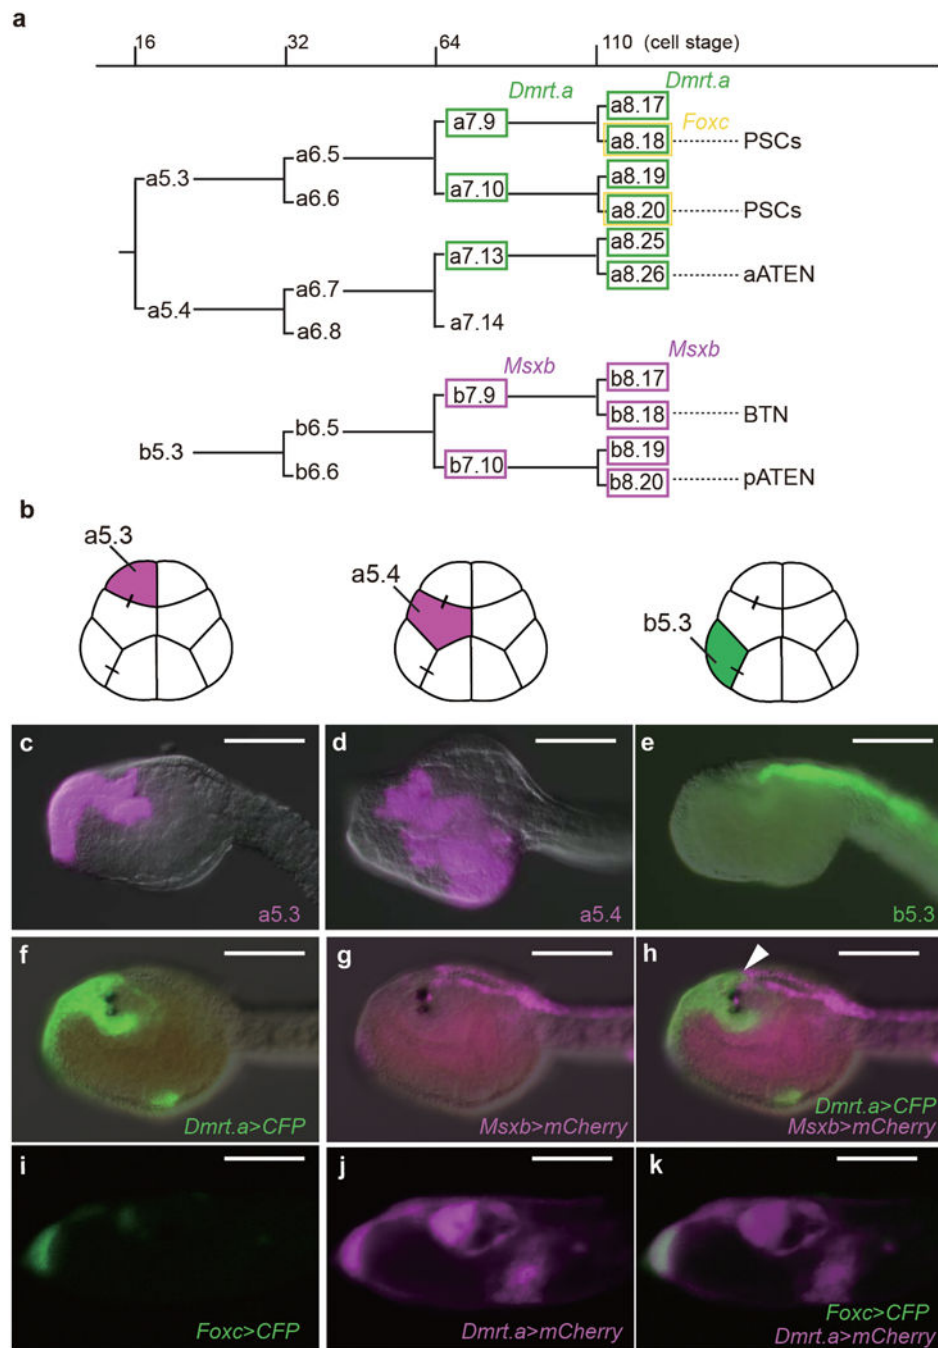 a
16 32 64 110 (cell stage)
Dmrt.a Dmrt.a
a8.17
a7.9 Foxc
a8.18 PSCs
a6.5
a5.3 a7.10 a8.19
a6.6
a8.20 PSCs
a8.25
a7.13
a8.26 aATEN
a6.7
a5.4
a6.8 a7.14
Msxb Msxb
b8.17
b7.9
b8.18 BTN
b6.5
b5.3 b8.19
b6.6 b7.10
b8.20 pATEN
b
a5.3
a5.4
b5.3
c d e
a5.3 a5.4 b5.3
f g h
Dmrt.a>CFP Msxb>mCherry Dmrt.a>CFP
Msxb>mCherry
i j k
Foxc>CFP Dmrt.a>mCherry Foxc>CFP
Dmrt.a>mCherry